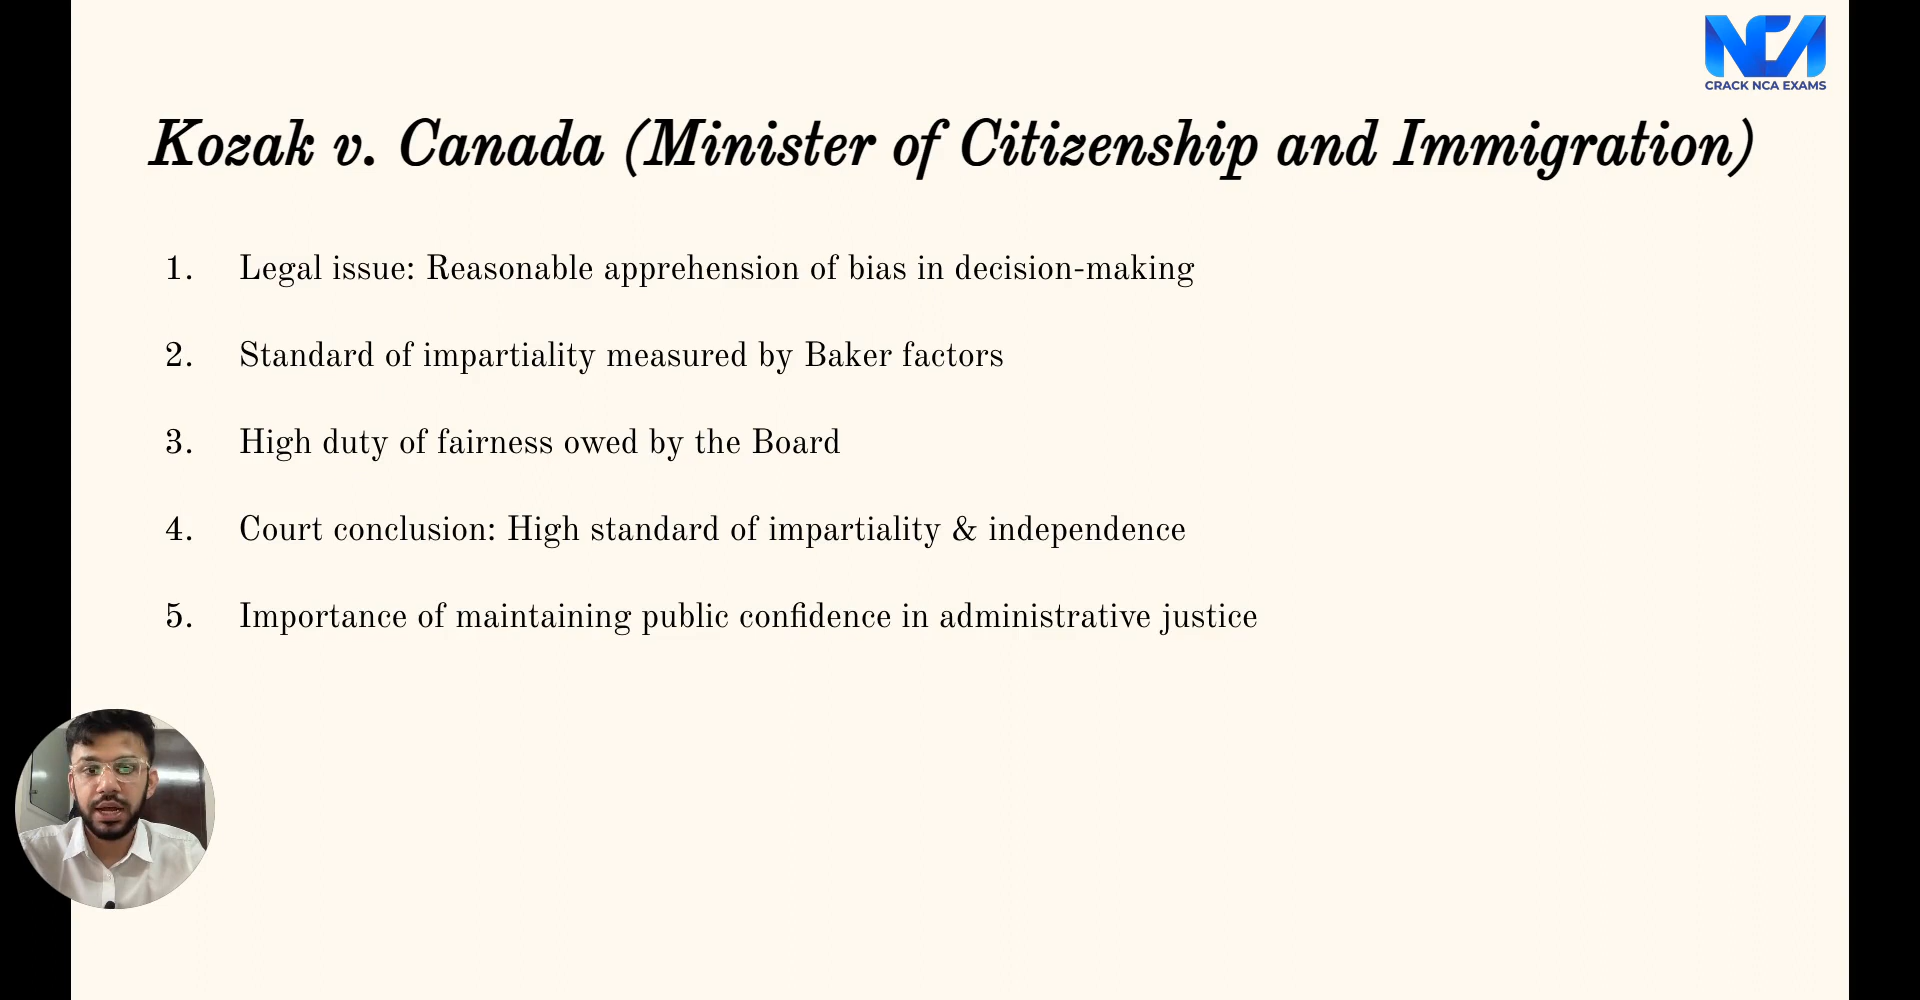 NCA
CRACK NCA EXAMS
Kozak v. Canada (Minister of Citizenship and Immigration)
1. Legal issue: Reasonable apprehension of bias in decision-making
2. Standard of impartiality measured by Baker factors
3. High duty of fairness owed by the Board
4. Court conclusion: High standard of impartiality & independence
5. Importance of maintaining public confidence in administrative justice